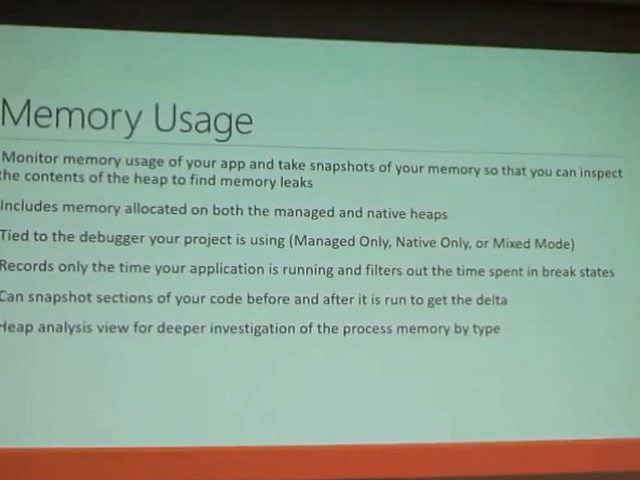 Memory Usage
Monitor memory usage of your app and take snapshots of your memory so that you can inspect
the contents of the heap to find memory leaks
Includes memory allocated on both the managed and native heaps
Tied to the debugger your project is using (Managed Only, Native Only, or Mixed Mode)
Records only the time your application is running and filters out the time spent in break states
Can snapshot sections of your code before and after it is run to get the delta
Heap analysis view for deeper investigation of the process memory by type